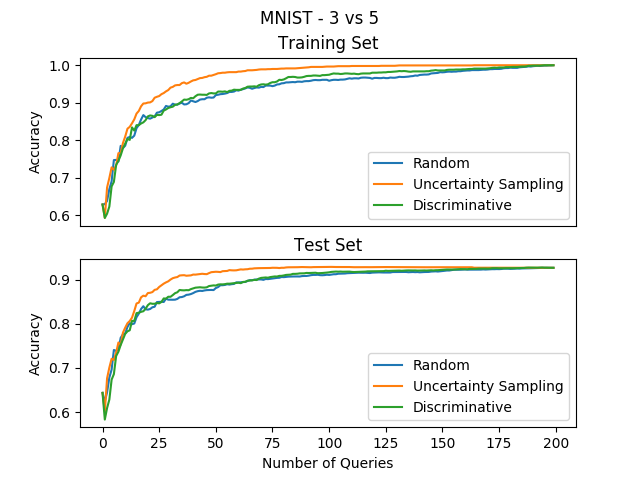 MNIST - 3 vs 5
Training Set
1.0
0.9
0.8
0.7
0.6
Accuracy
Random
Uncertainty Sampling
Discriminative
Test Set
0.9
0.8
0.7
0.6
Accuracy
Random
Uncertainty Sampling
Discriminative
0 25 50 75 100 125 150 175 200
Number of Queries